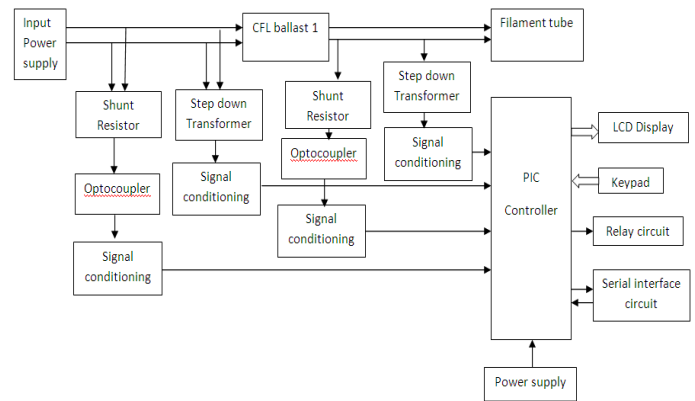 Input
Power
supply
CFL ballast 1
Filament tube
Shunt
Resistor
Step down
Transformer
Shunt
Resistor
Step down
Transformer
Optocoupler
Signal
conditioning
Optocoupler
Signal
conditioning
Signal
conditioning
Signal
conditioning
PIC
Controller
LCD Display
Keypad
Relay circuit
Serial interface
circuit
Power supply